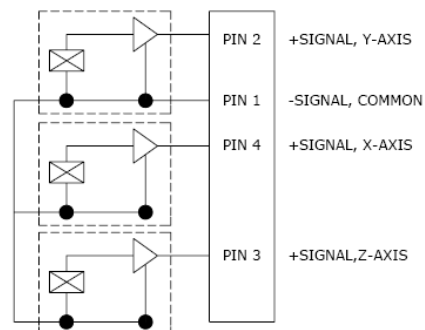 PIN 2 +SIGNAL, Y-AXIS
PIN 1 -SIGNAL, COMMON
PIN 4 +SIGNAL, X-AXIS
PIN 3 +SIGNAL,Z-AXIS